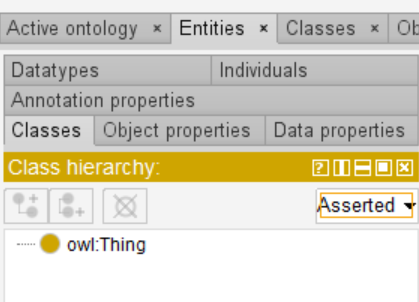 Active ontology × Entities × Classes × Ob
Datatypes Individuals
Annotation properties
Classes Object properties Data properties
Class hierarchy:
Asserted
owl:Thing